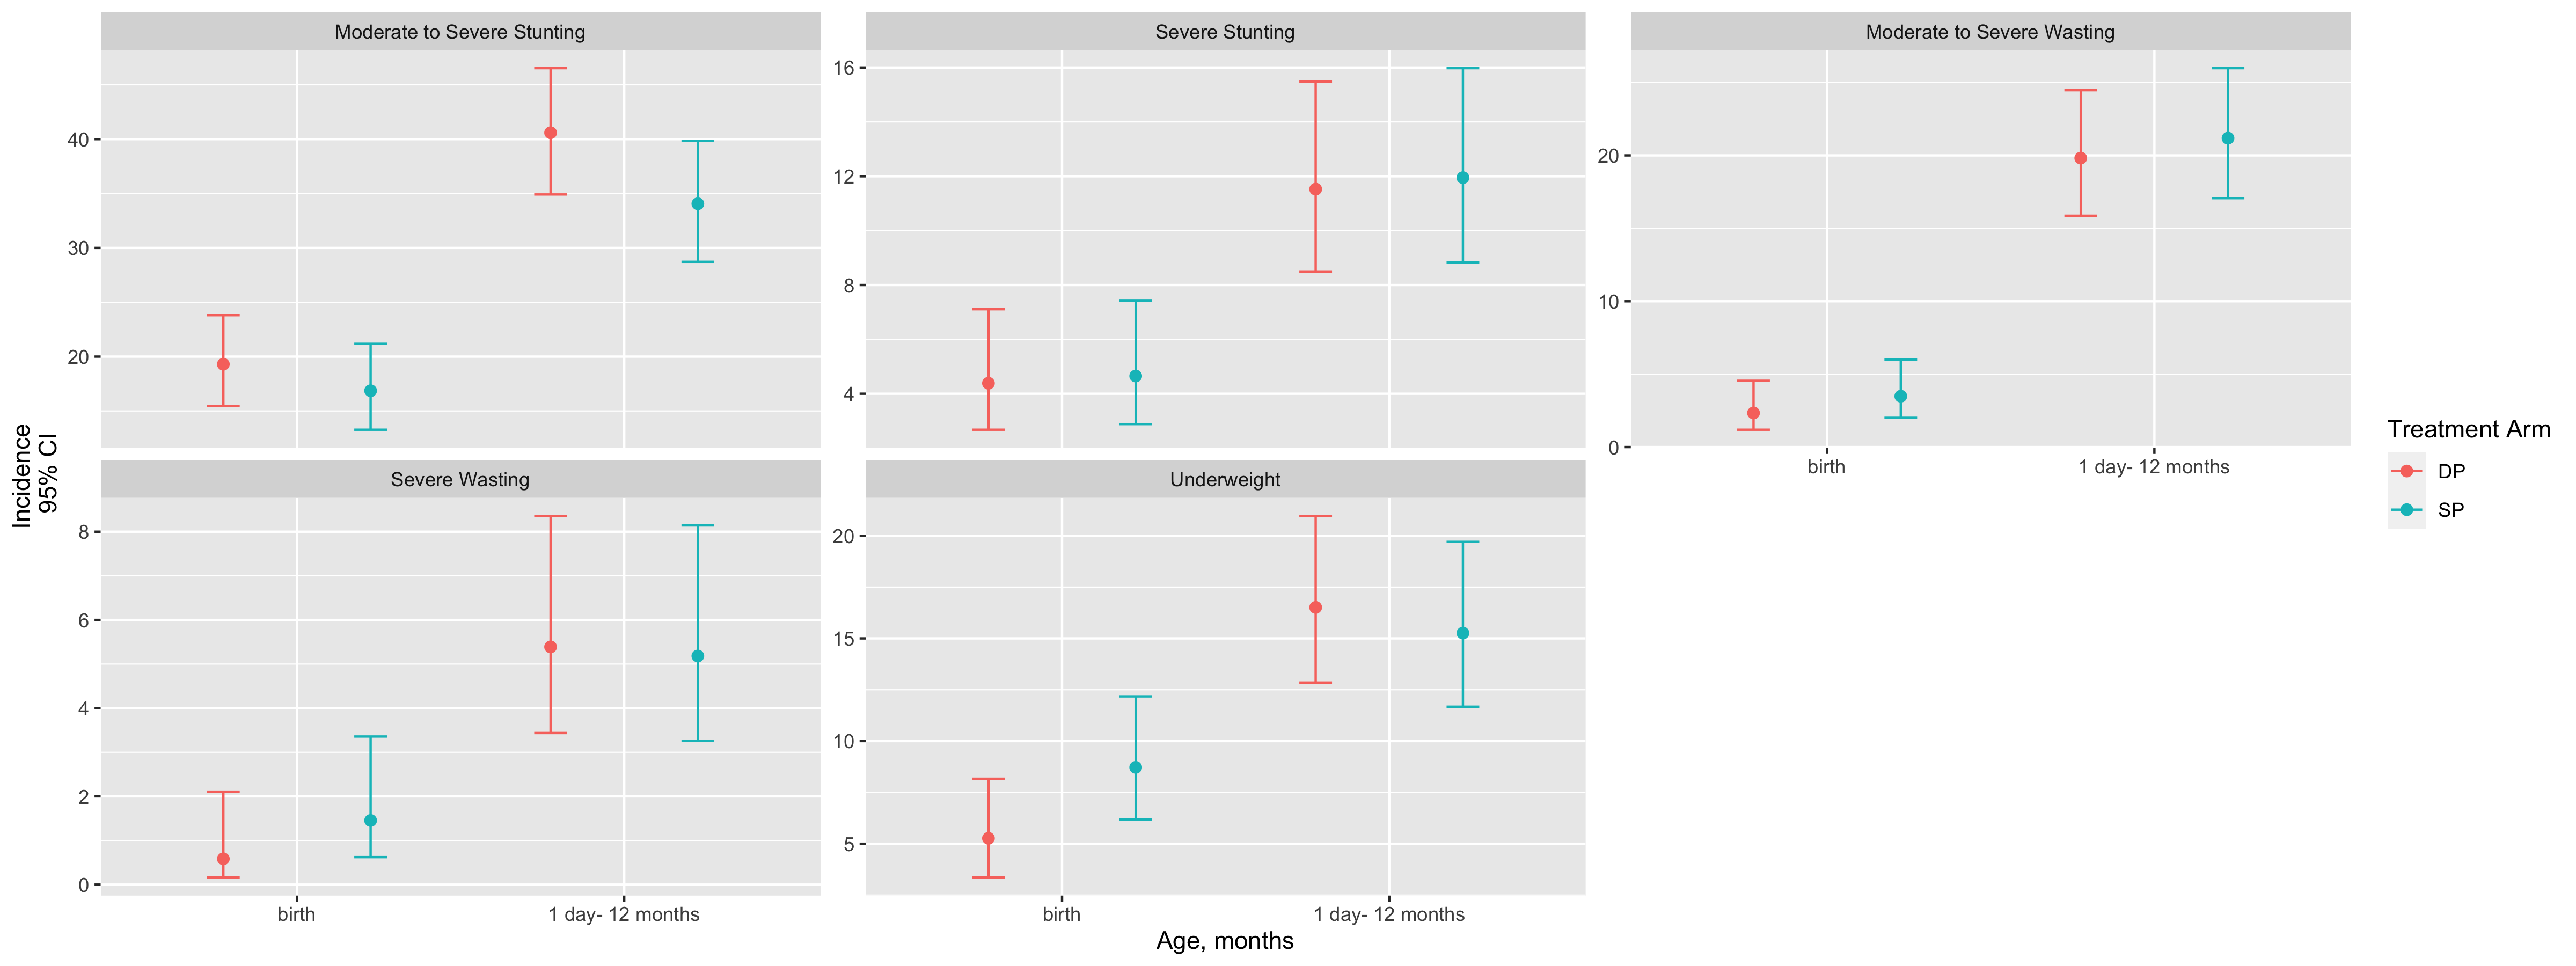 Moderate to Severe Stunting
Severe Stunting
Moderate to Severe Wasting
40
30
20
16
12
8
4
20
10
0
birth
1 day- 12 months
Severe Wasting
Underweight
8
6
4
2
0
20
15
10
5
birth
1 day- 12 months
birth
1 day- 12 months
Incidence
95% CI
Age, months
Treatment Arm
DP
SP